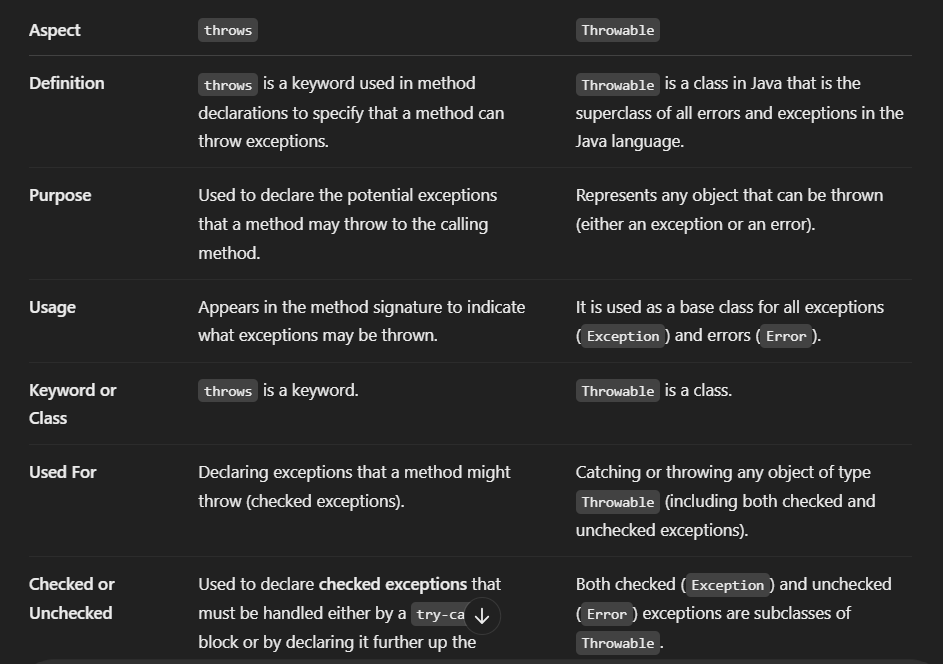 Aspect throws Throwable
Definition throws is a keyword used in method Throwable is a class in Java that is the
declarations to specify that a method can superclass of all errors and exceptions in the
throw exceptions. Java language.
Purpose Used to declare the potential exceptions Represents any object that can be thrown
that a method may throw to the calling (either an exception or an error).
method.
Usage Appears in the method signature to indicate It is used as a base class for all exceptions
what exceptions may be thrown. (Exception) and errors (Error).
Keyword or throws is a keyword. Throwable is a class.
Class
Used For Declaring exceptions that a method might Catching or throwing any object of type
throw (checked exceptions). Throwable (including both checked and
unchecked exceptions).
Checked or Used to declare checked exceptions that Both checked (Exception) and unchecked
Unchecked must be handled either by a try-ca (Error) exceptions are subclasses of
block or by declaring it further up the Throwable.